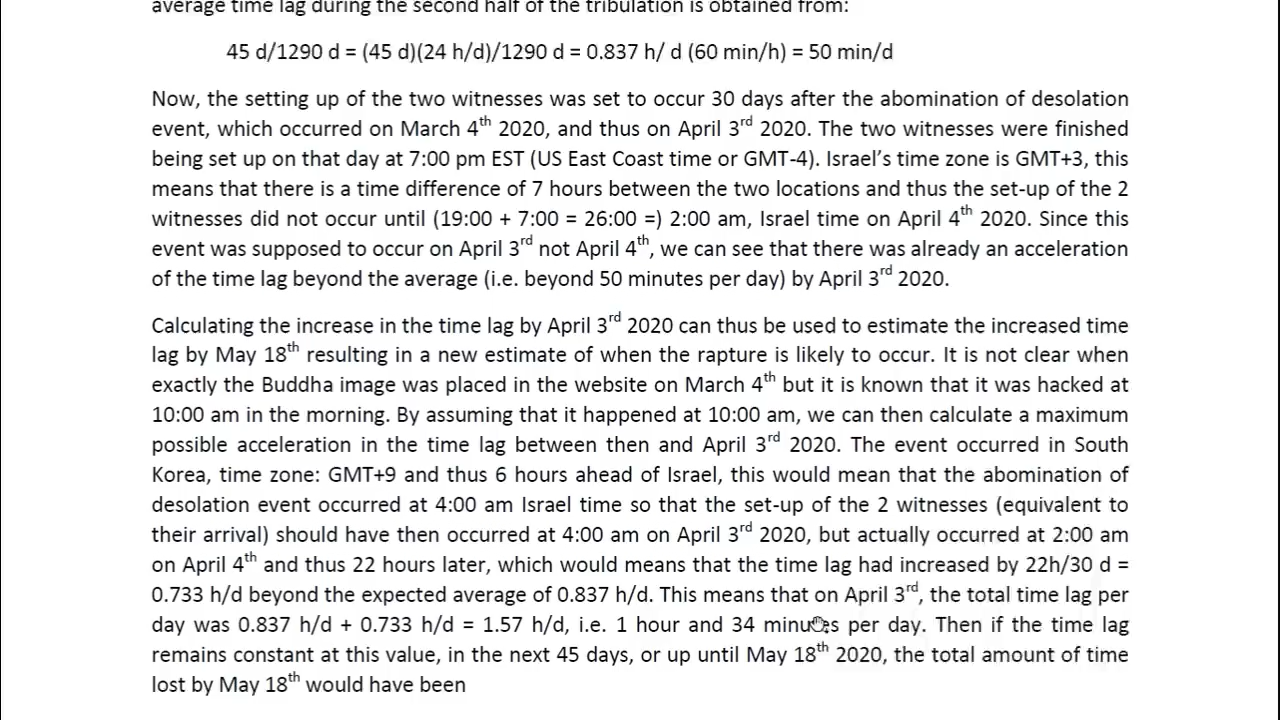 average time lag during the second half of the tribulation is obtained from:
45 d/1290 d = (45 d)(24 h/d)/1290 d = 0.837 h/ d (60 min/h) = 50 min/d
Now, the setting up of the two witnesses was set to occur 30 days after the abomination of desolation
event, which occurred on March 4th 2020, and thus on April 3rd 2020. The two witnesses were finished
being set up on that day at 7:00 pm EST (US East Coast time or GMT-4). Israel's time zone is GMT+3, this
means that there is a time difference of 7 hours between the two locations and thus the set-up of the 2
witnesses did not occur until (19:00 + 7:00 = 26:00 =) 2:00 am, Israel time on April 4th 2020. Since this
event was supposed to occur on April 3rd not April 4th, we can see that there was already an acceleration
of the time lag beyond the average (i.e. beyond 50 minutes per day) by April 3rd 2020.
Calculating the increase in the time lag by April 3rd 2020 can thus be used to estimate the increased time
lag by May 18th resulting in a new estimate of when the rapture is likely to occur. It is not clear when
exactly the Buddha image was placed in the website on March 4th but it is known that it was hacked at
10:00 am in the morning. By assuming that it happened at 10:00 am, we can then calculate a maximum
possible acceleration in the time lag between then and April 3rd 2020. The event occurred in South
Korea, time zone: GMT+9 and thus 6 hours ahead of Israel, this would mean that the abomination of
desolation event occurred at 4:00 am Israel time so that the set-up of the 2 witnesses (equivalent to
their arrival) should have then occurred at 4:00 am on April 3rd 2020, but actually occurred at 2:00 am
on April 4th and thus 22 hours later, which would means that the time lag had increased by 22h/30 d =
0.733 h/d beyond the expected average of 0.837 h/d. This means that on April 3rd, the total time lag per
day was 0.837 h/d + 0.733 h/d = 1.57 h/d, i.e. 1 hour and 34 minutes per day. Then if the time lag
remains constant at this value, in the next 45 days, or up until May 18th 2020, the total amount of time
lost by May 18th would have been